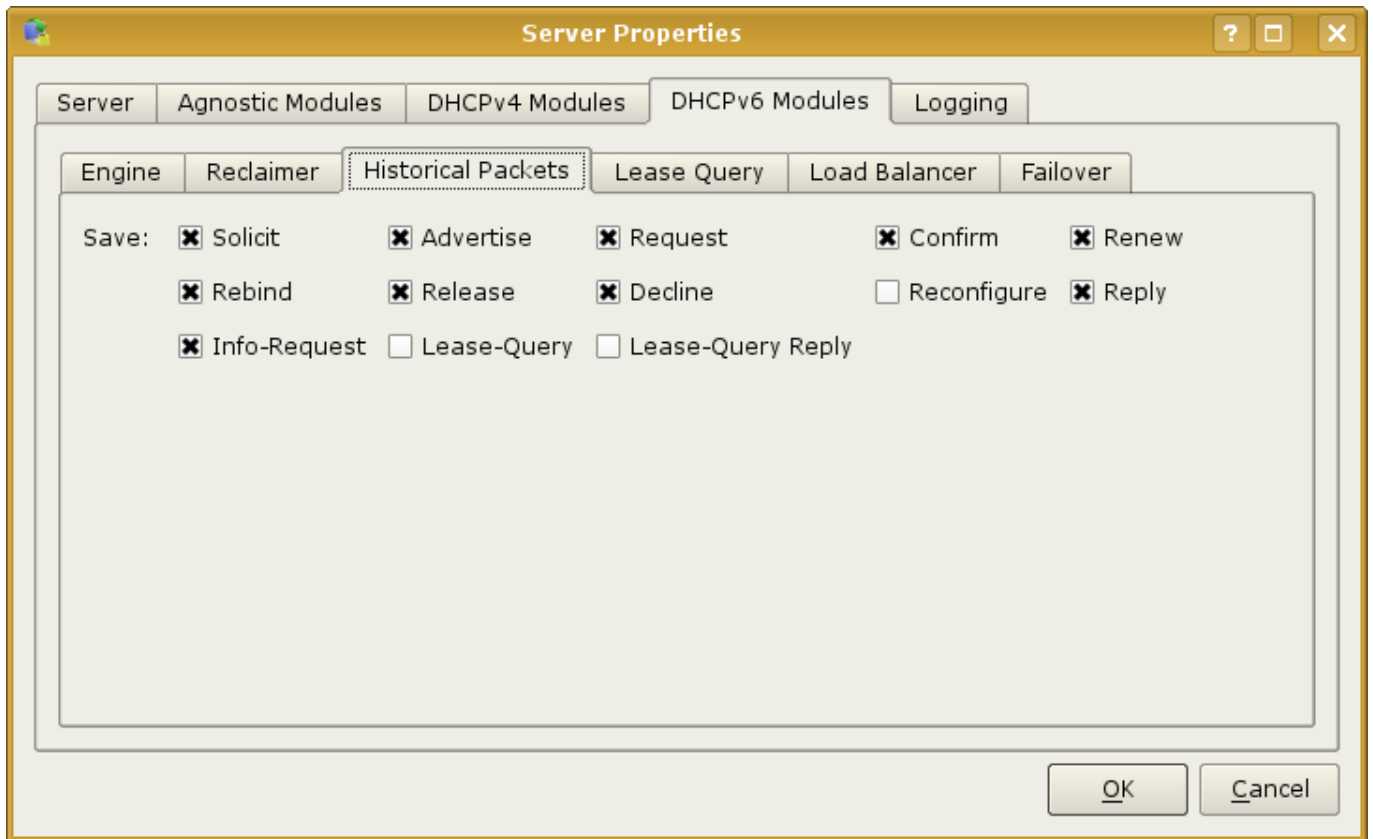 Server Properties
Server Agnostic Modules DHCPv4 Modules DHCPv6 Modules Logging
Engine Reclaimer Historical Packets Lease Query Load Balancer Failover
Save: Solicit Advertise Request Confirm Renew
Rebind Release Decline Reconfigure Reply
Info-Request Lease-Query Lease-Query Reply
OK Cancel